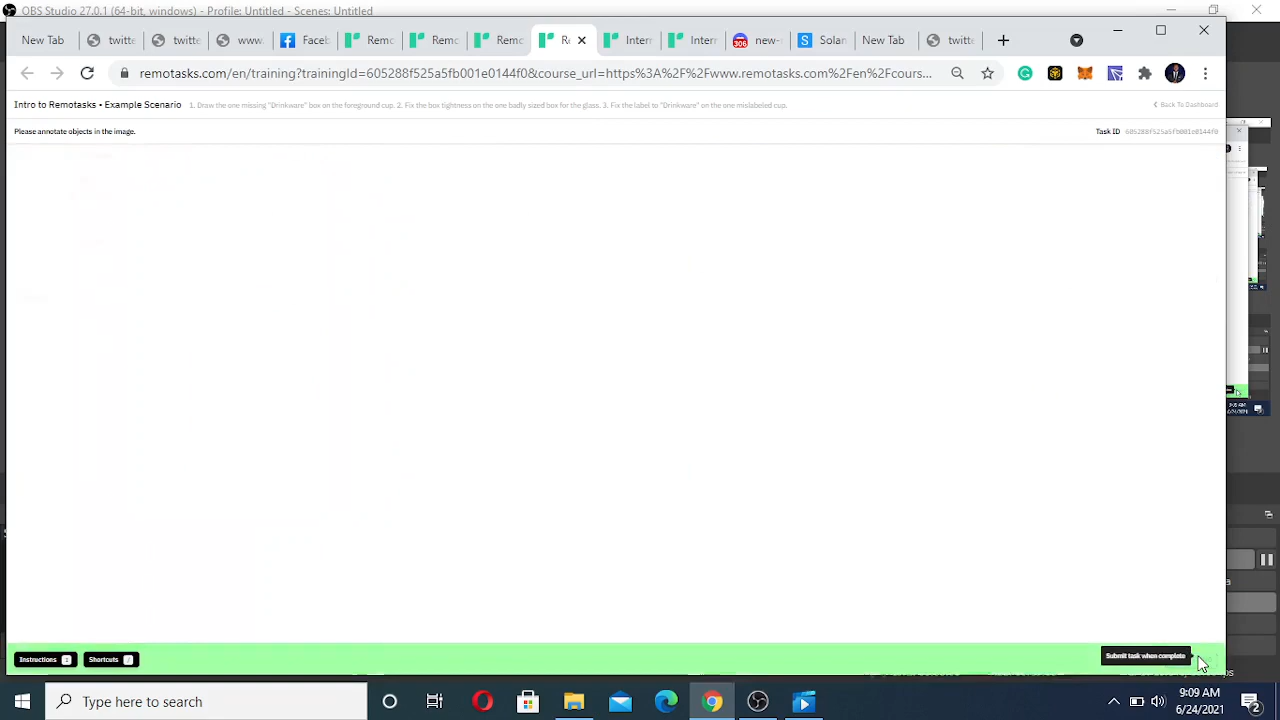 OBS Studio 27.0.1 (64-bit, windows) - Profile: Untitled - Scenes: Untitled
New Tab twitte twitte www. Faceb Remo Remo Remo Re Interr Interr new- Solar New Tab twitte
remotasks.com/en/training?trainingId=605288f525a5fb001e0144f0&course_url=https%3A%2F%2Fwww.remotasks.com%2Fen%2Fcours...
Intro to Remotasks • Example Scenario 1. Draw the one missing "Drinkware" box on the foreground cup. 2. Fix the box tightness on the one badly sized box for the glass. 3. Fix the label to "Drinkware" on the one mislabeled cup. Back To Dashboard
Please annotate objects in the image. Task ID 605288f525a5fb001e0144f0
Instructions I Shortcuts / Submit task when complete
Type here to search
9:09 AM
6/24/2021
2